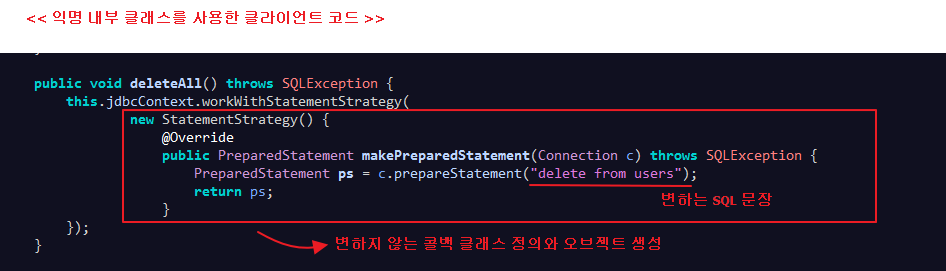 << 익명 내부 클래스를 사용한 클라이언트 코드 >>
public void deleteAll() throws SQLException {
this.jdbcContext.workWithStatementStrategy(
new StatementStrategy() {
@Override
public PreparedStatement makePreparedStatement(Connection c) throws SQLException {
PreparedStatement ps = c.prepareStatement("delete from users");
return ps;
변하는 SQL 문장
}
});
변하지 않는 콜백 클래스 정의와 오브젝트 생성
}